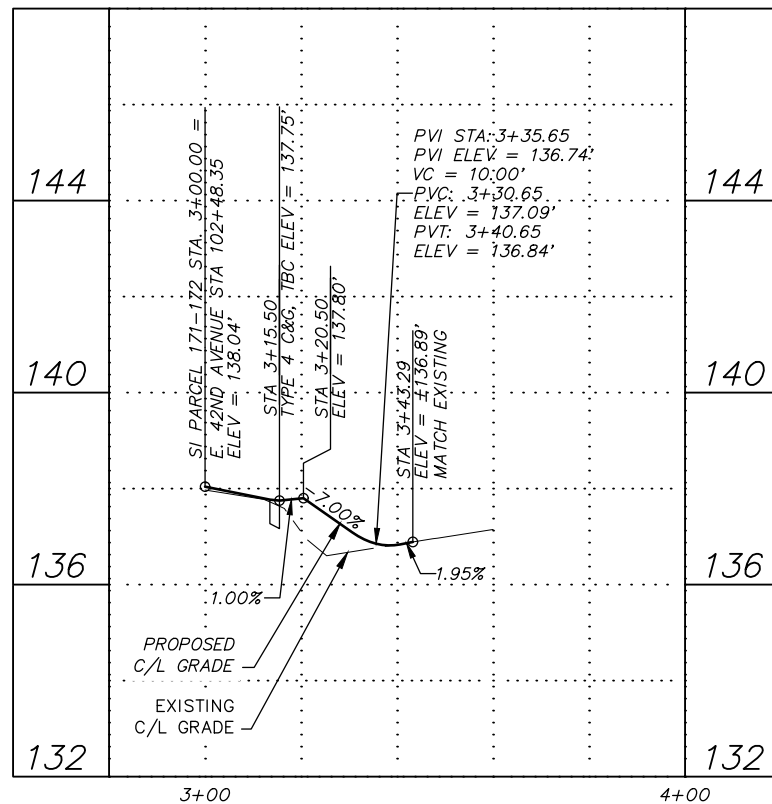 144
140
136
132
SI PARCEL 171-172 STA. 3+00.00 =
E. 42ND AVENUE STA 102+48.35
ELEV = 138.04'
STA 3+15.50
TYPE 4 C&G, TBC ELEV = 137.75'
STA 3+20.50
ELEV = 137.80'
PVI STA: 3+35.65
PVI ELEV = 136.74'
VC = 10.00'
PVC: 3+30.65
ELEV = 137.09'
PVT: 3+40.65
ELEV = 136.84'
STA 3+43.29
ELEV = ±136.89'
MATCH EXISTING
-7.00%
1.00%
1.95%
PROPOSED
C/L GRADE
EXISTING
C/L GRADE
144
140
136
132
3+00
4+00